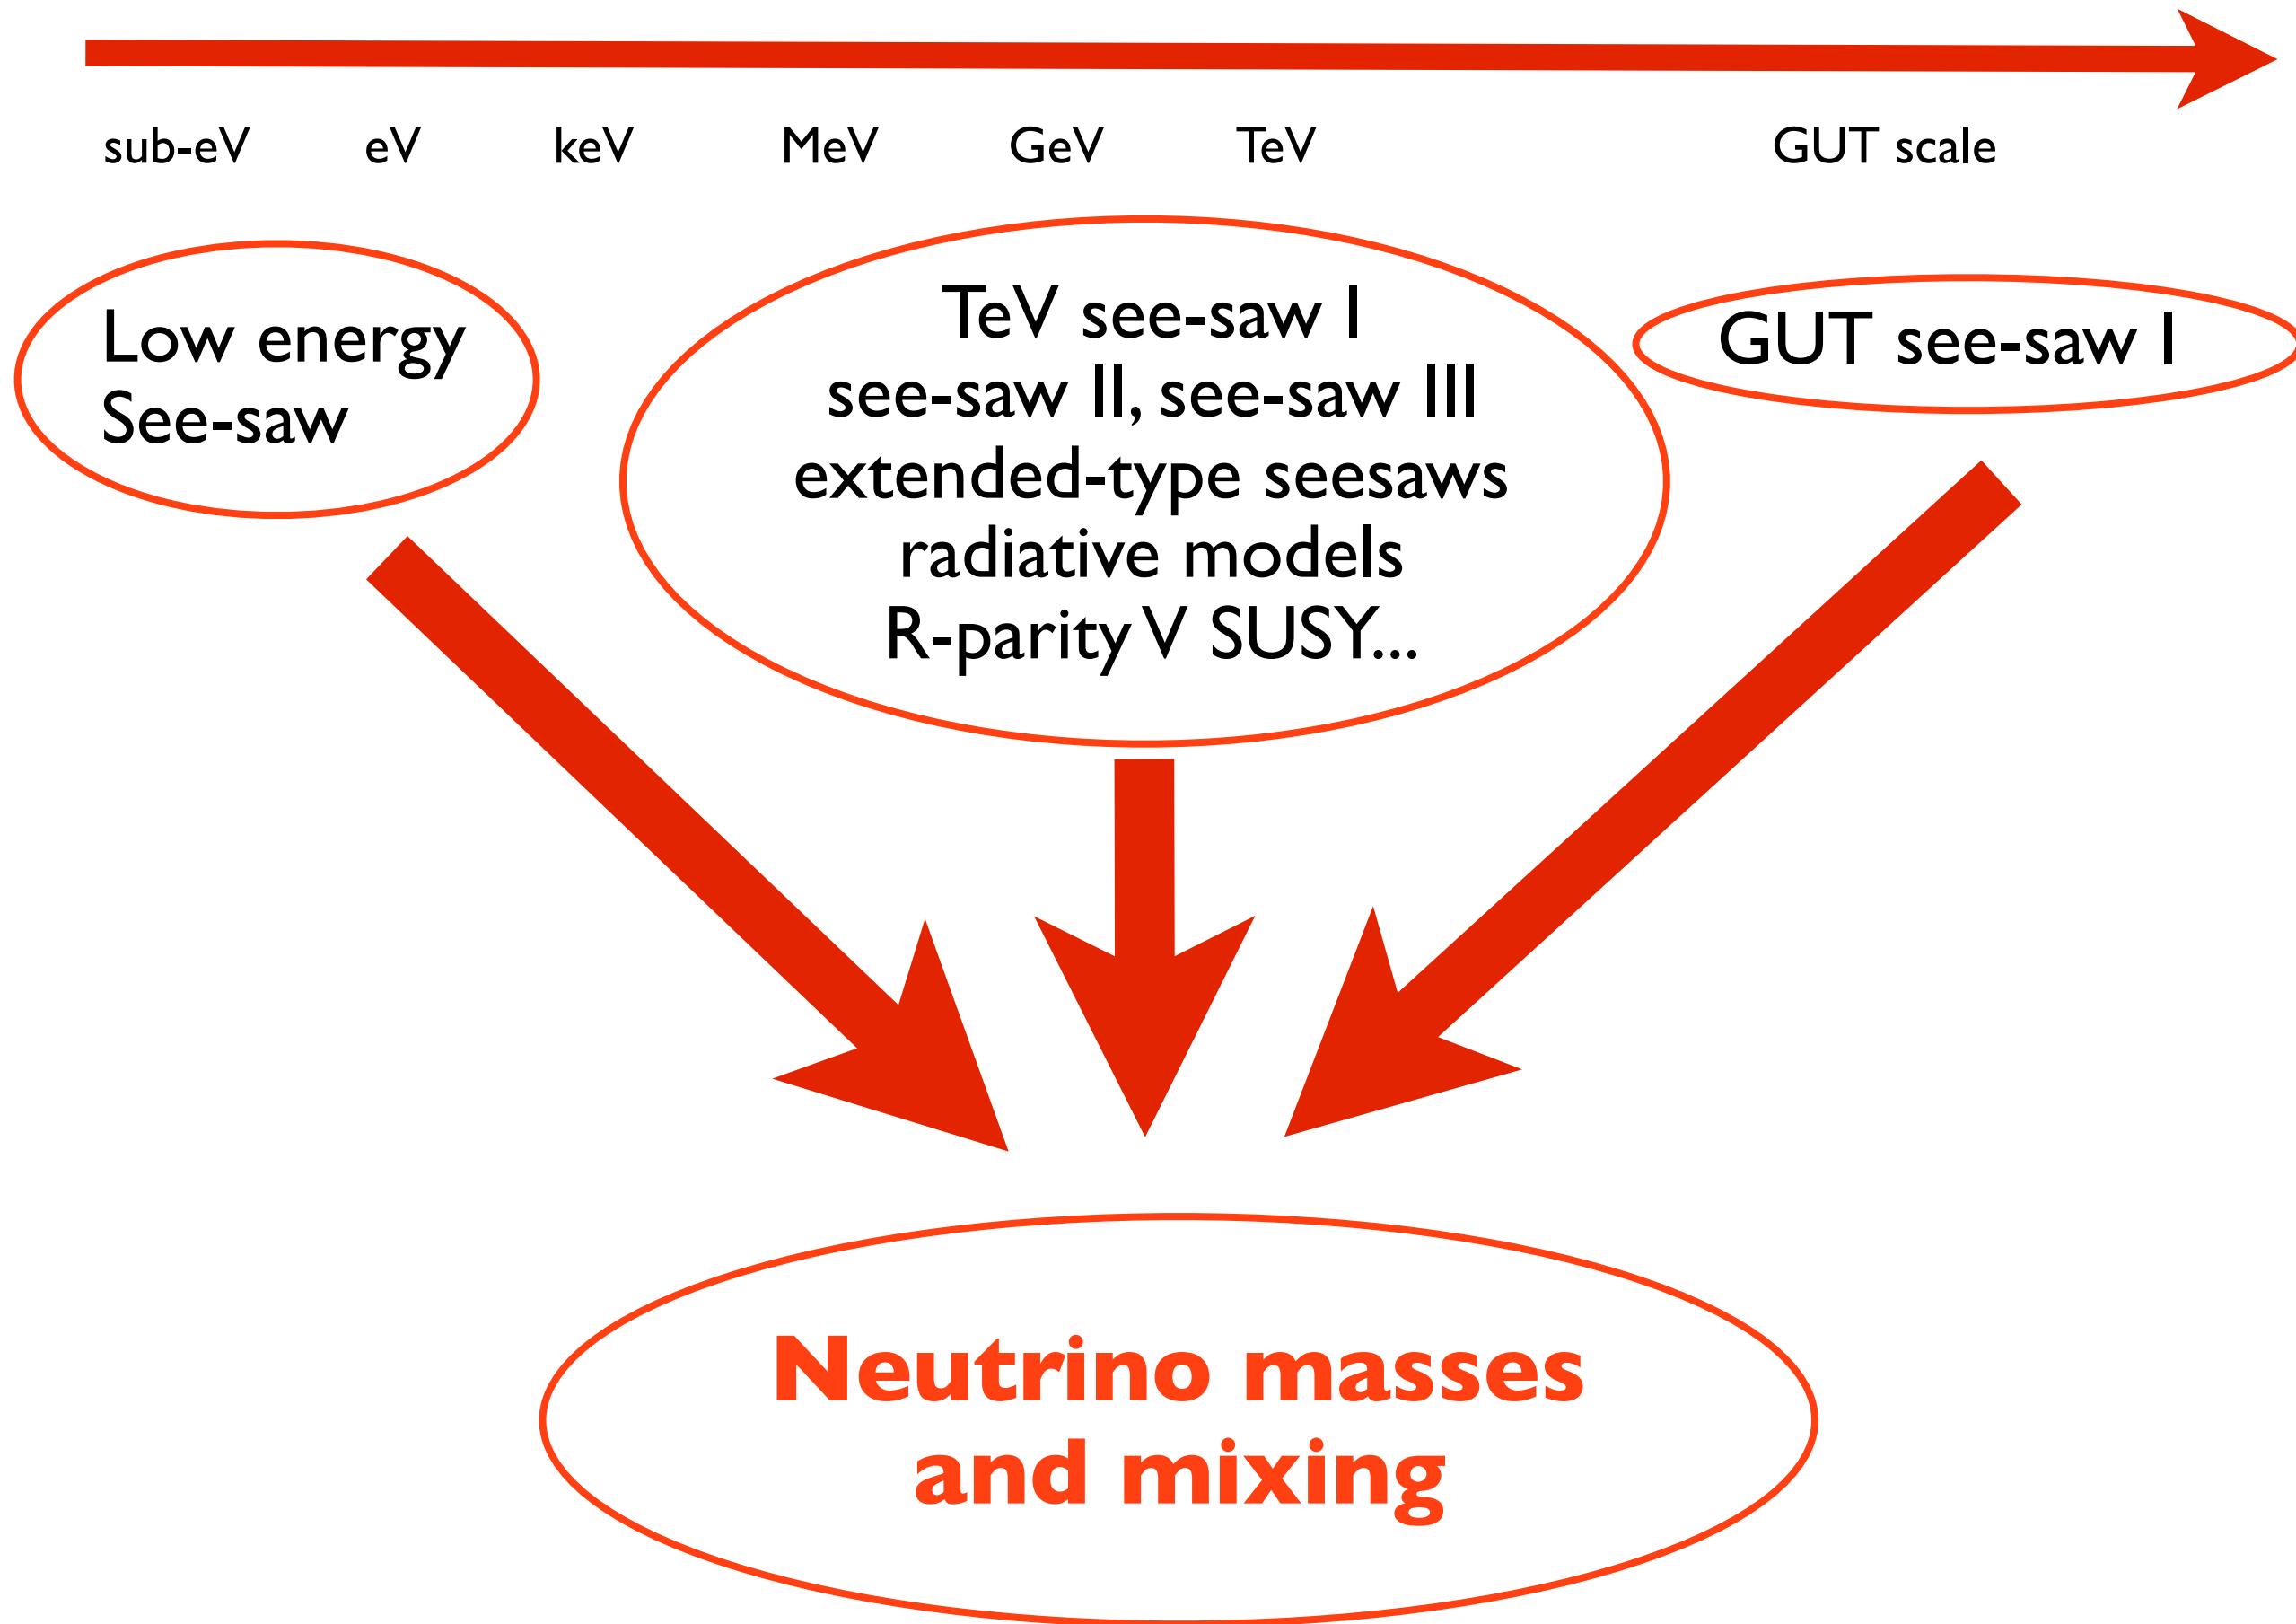 sub-eV eV keV MeV GeV TeV GUT scale
Low energy
See-saw
TeV see-saw I
see-saw II, see-saw III
extended-type seesaws
radiative models
R-parity V SUSY...
GUT see-saw I
Neutrino masses
and mixing